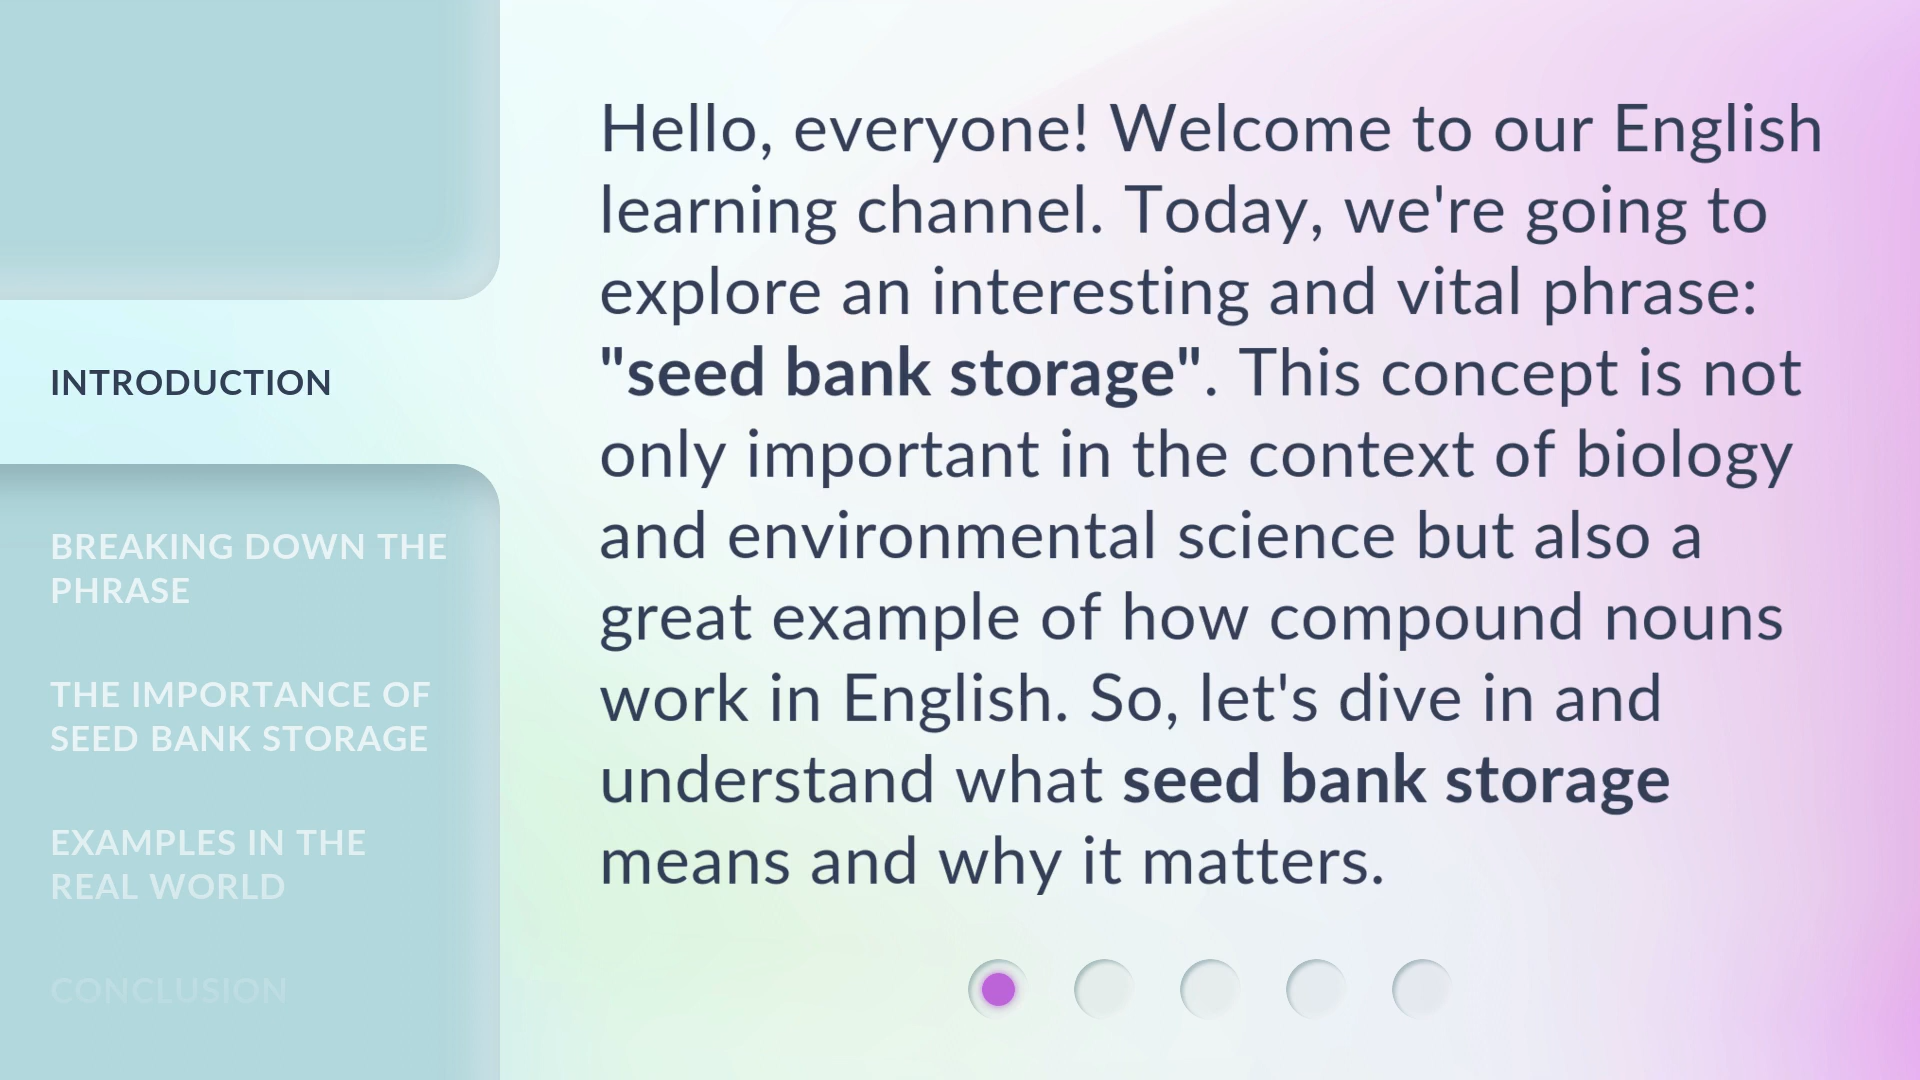 INTRODUCTION
BREAKING DOWN THE
PHRASE
THE IMPORTANCE OF
SEED BANK STORAGE
EXAMPLES IN THE
REAL WORLD
CONCLUSION
Hello, everyone! Welcome to our English
learning channel. Today, we're going to
explore an interesting and vital phrase:
"seed bank storage". This concept is not
only important in the context of biology
and environmental science but also a
great example of how compound nouns
work in English. So, let's dive in and
understand what seed bank storage
means and why it matters.